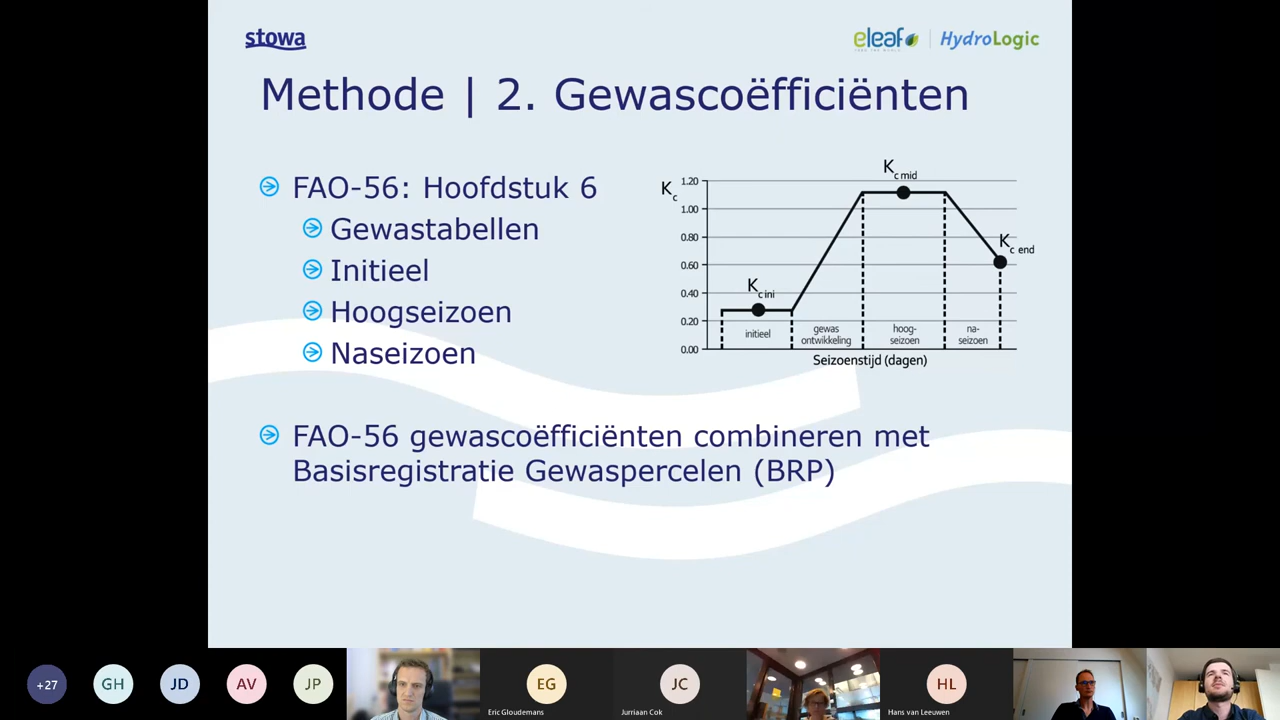 stowa
eleaf
HydroLogic
Methode | 2. Gewascoëfficiënten
FAO-56: Hoofdstuk 6
Gewastabellen
Initieel
Hoogseizoen
Naseizoen
Kc
1.20
1.00
0.80
0.60
0.40
0.20
0.00
Kc ini
Kc mid
Kc end
initieel
gewas
ontwikkeling
hoog-
seizoen
na-
seizoen
Seizoenstijd (dagen)
FAO-56 gewascoëfficiënten combineren met
Basisregistratie Gewaspercelen (BRP)
+27
GH
JD
AV
JP
EG
Eric Gloudemans
JC
Jurriaan Cok
HL
Hans van Leeuwen